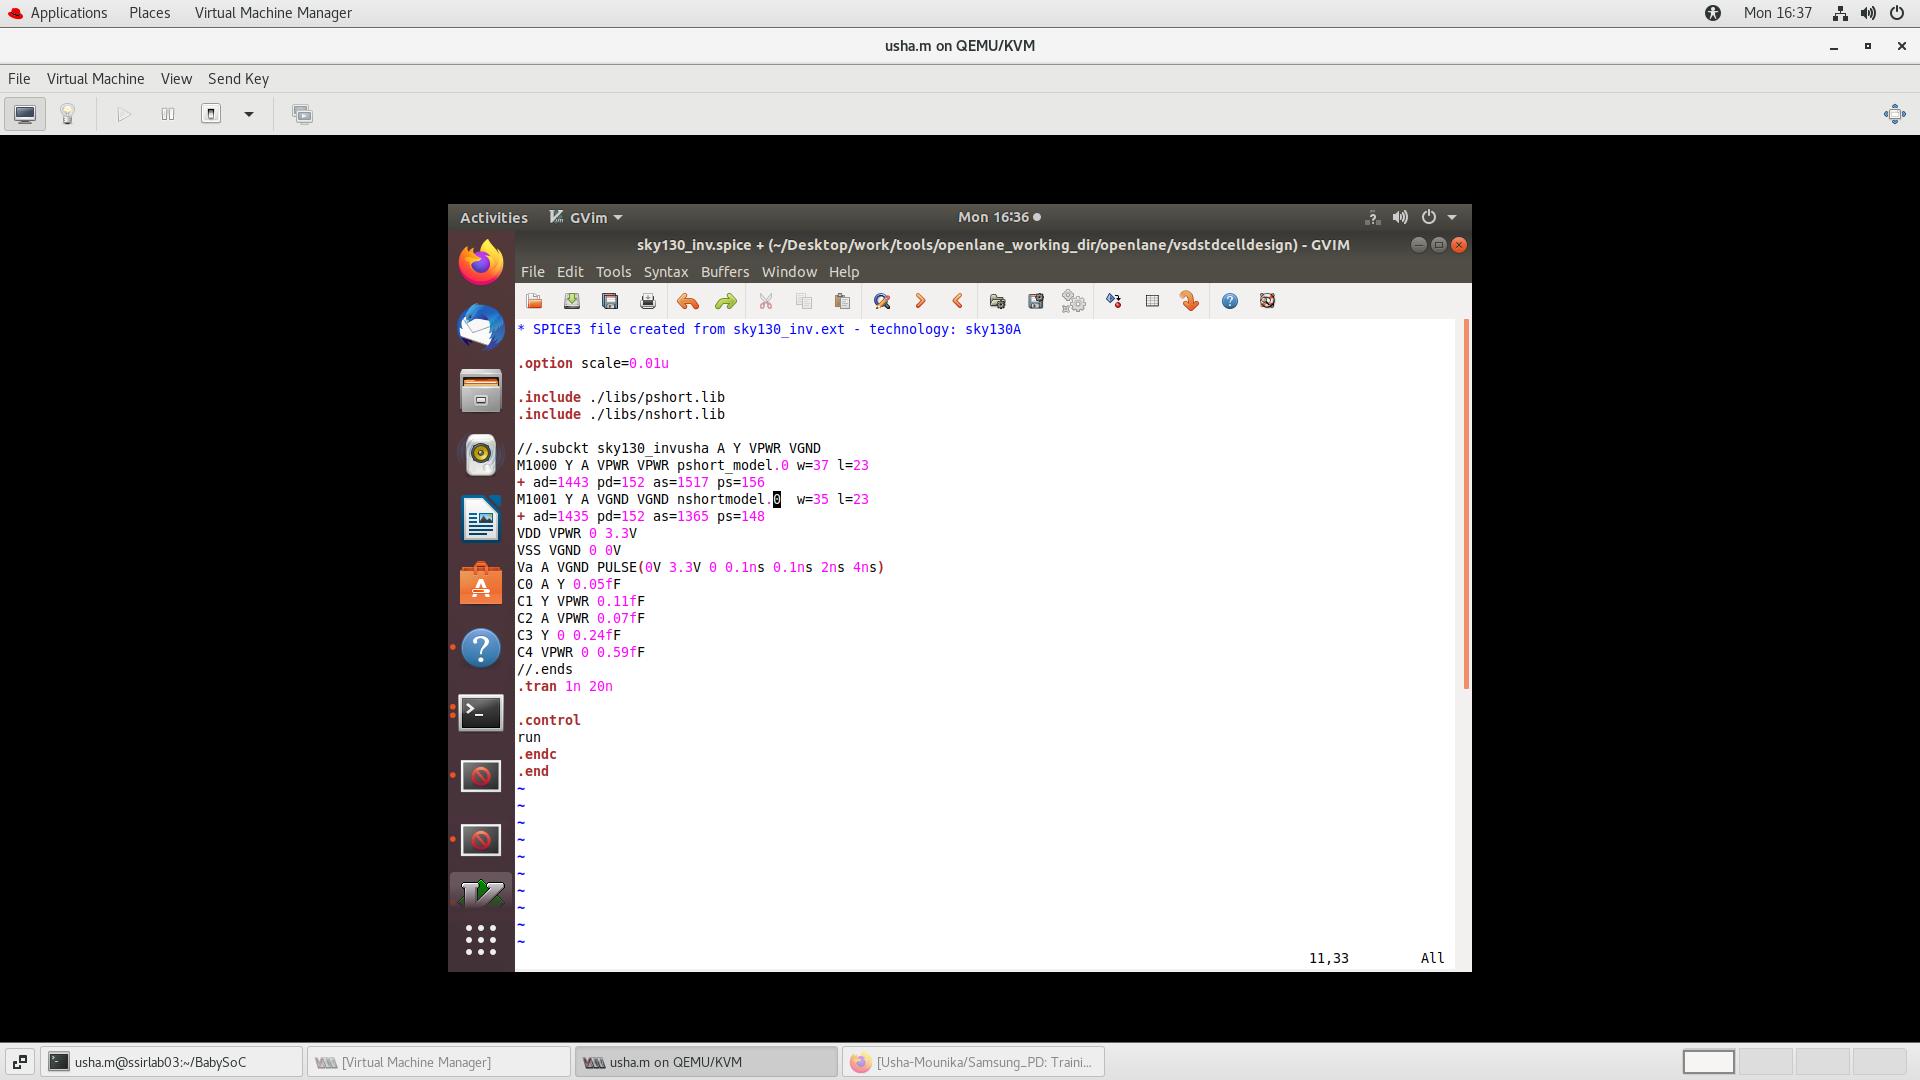 Applications Places Virtual Machine Manager Mon 16:37
usha.m on QEMU/KVM
File Virtual Machine View Send Key
Activities GVim Mon 16:36
sky130_inv.spice + (~/Desktop/work/tools/openlane_working_dir/openlane/vsdstdcelldesign) - GVIM
File Edit Tools Syntax Buffers Window Help
* SPICE3 file created from sky130_inv.ext - technology: sky130A
.option scale=0.01u
.include ./libs/pshort.lib
.include ./libs/nshort.lib
//.subckt sky130_invusha A Y VPWR VGND
M1000 Y A VPWR VPWR pshort_model.0 w=37 l=23
+ ad=1443 pd=152 as=1517 ps=156
M1001 Y A VGND VGND nshortmodel.0  w=35 l=23
+ ad=1435 pd=152 as=1365 ps=148
VDD VPWR 0 3.3V
VSS VGND 0 0V
Va A VGND PULSE(0V 3.3V 0 0.1ns 0.1ns 2ns 4ns)
C0 A Y 0.05fF
C1 Y VPWR 0.11fF
C2 A VPWR 0.07fF
C3 Y 0 0.24fF
C4 VPWR 0 0.59fF
//.ends
.tran 1n 20n
.control
run
.endc
.end
~
~
~
~
~
~
~
~
~
~
11,33 All
usha.m@ssirlab03:~/BabySoC [Virtual Machine Manager] usha.m on QEMU/KVM [Usha-Mounika/Samsung_PD: Traini...